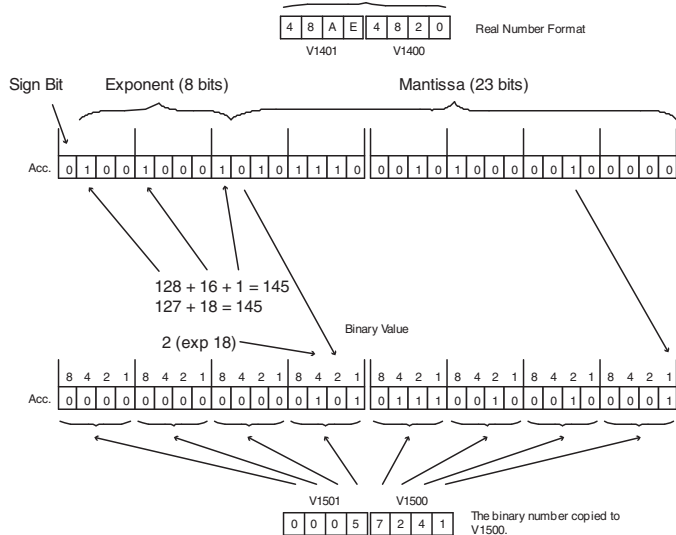 4 8 A E 4 8 2 0 Real Number Format
V1401 V1400
Sign Bit Exponent (8 bits) Mantissa (23 bits)
Acc. 0 1 0 0 1 0 0 0 1 0 1 0 1 1 1 0 0 0 1 0 1 0 0 0 0 0 1 0 0 0 0 0
128 + 16 + 1 = 145
127 + 18 = 145
Binary Value
2 (exp 18)
8 4 2 1 8 4 2 1 8 4 2 1 8 4 2 1 8 4 2 1 8 4 2 1 8 4 2 1 8 4 2 1
Acc. 0 0 0 0 0 0 0 0 0 0 0 0 0 1 0 1 0 1 1 1 0 0 1 0 0 1 0 0 0 0 0 1
V1501 V1500
0 0 0 5 7 2 4 1 The binary number copied to
V1500.